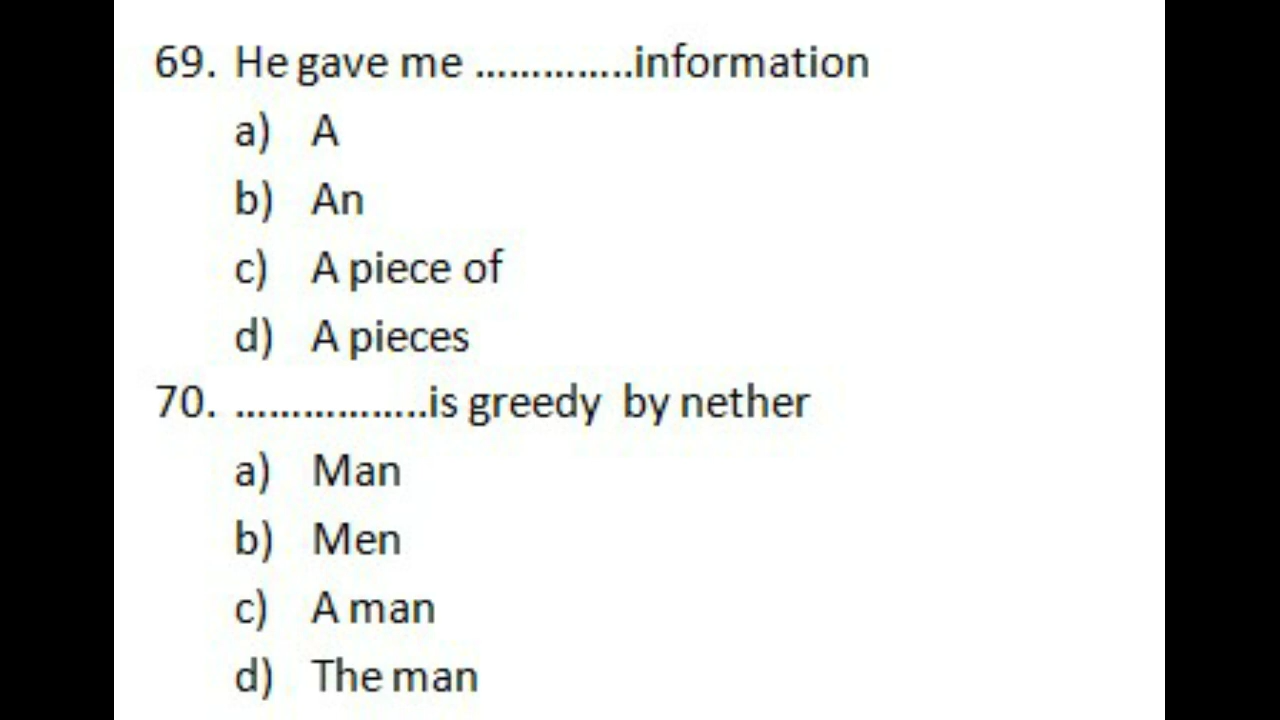 69. He gave me ..............information
a) A
b) An
c) A piece of
d) A pieces
70. .................is greedy by nether
a) Man
b) Men
c) A man
d) The man